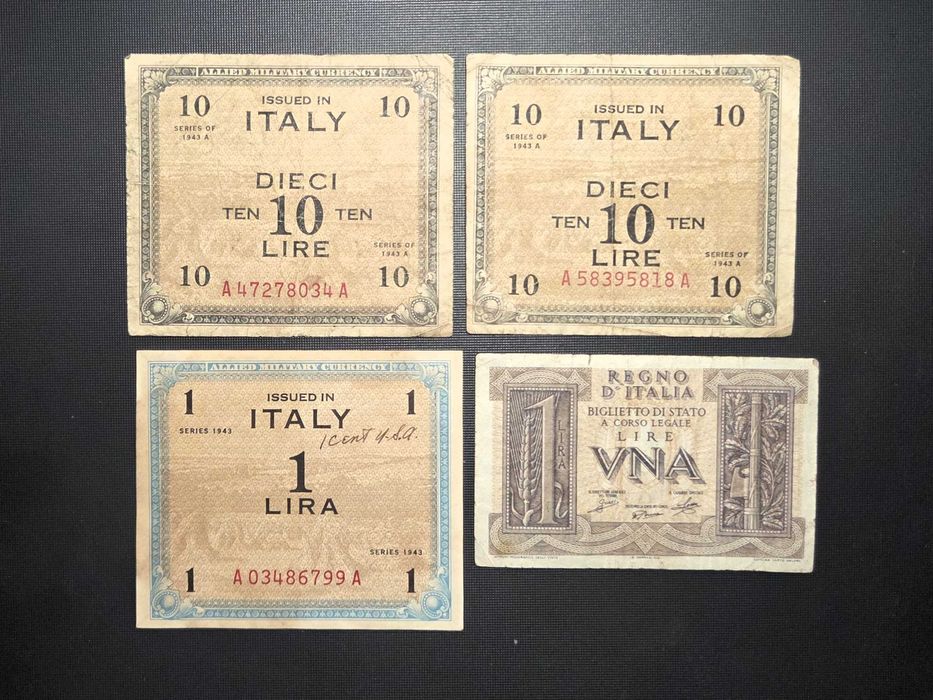 ALLIED MILITARY CURRENCY
10 ISSUED IN 10
ITALY
SERIES OF
1943 A
DIECI
TEN 10 TEN
LIRE
SERIES OF
1943 A
10 10
A47278034A
ALLIED MILITARY CURRENCY
10 ISSUED IN 10
ITALY
SERIES OF
1943 A
DIECI
TEN 10 TEN
LIRE
SERIES OF
1943 A
10 10
A58395818A
ALLIED MILITARY CURRENCY
1 ISSUED IN 1
ITALY
SERIES 1943
1 cent U.S.A.
1
LIRA
SERIES 1943
1 A03486799A 1
REGNO
D'ITALIA
BIGLIETTO DI STATO
A CORSO LEGALE
LIRE
VNA
1
LIRA